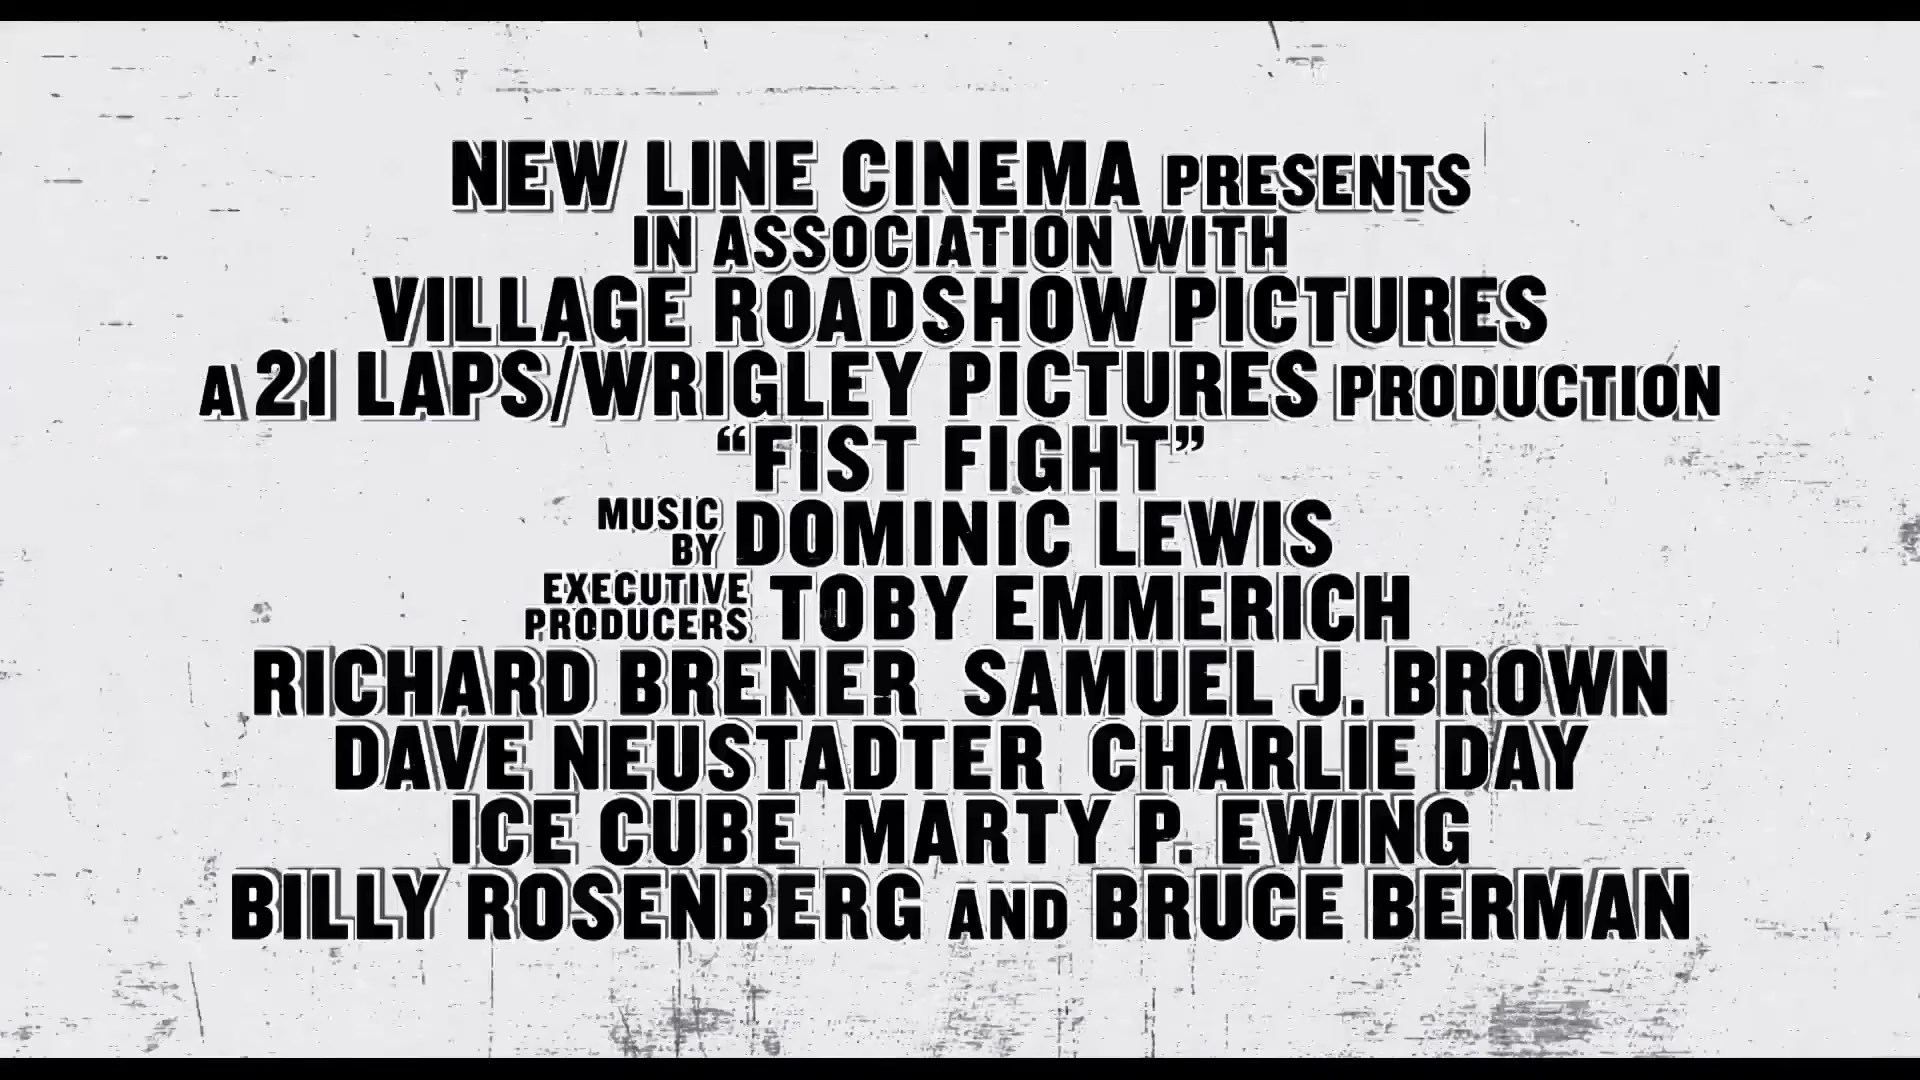 NEW LINE CINEMA PRESENTS
IN ASSOCIATION WITH
VILLAGE ROADSHOW PICTURES
A 21 LAPS/WRIGLEY PICTURES PRODUCTION
“FIST FIGHT”
MUSIC BY DOMINIC LEWIS
EXECUTIVE PRODUCERS TOBY EMMERICH
RICHARD BRENER SAMUEL J. BROWN
DAVE NEUSTADTER CHARLIE DAY
ICE CUBE MARTY P. EWING
BILLY ROSENBERG AND BRUCE BERMAN